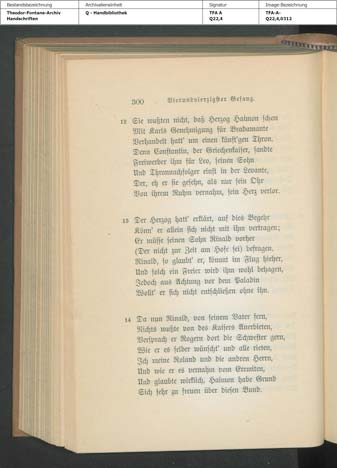 Bestandsbezeichnung
Archivalieneinheit
Signatur
Image-Bezeichnung
Theodor-Fontane-Archiv
Handschriften
Q - Handbibliothek
TFA A
Q22,4
TFA-A-
Q22,4,0312
300 Vierundvierzigster Gesang.
12 Sie wußten nicht, daß Herzog Haimon schon
Mit Karls Genehmigung für Bradamante
Verhandelt hatt' um einen künft'gen Thron.
Denn Constantin, der Griechenkaiser, sandte
Freiwerber ihm für Leo, seinen Sohn
Und Thronnachfolger einst in der Levante,
Der, eh er sie gesehn, als nur sein Ohr
Von ihrem Ruhm vernahm, sein Herz verlor.
13 Der Herzog hatt' erklärt, auf dies Begehr
Könn' er allein sich nicht mit ihm vertragen;
Er müsse seinen Sohn Rinald vorher
(Der nicht zur Zeit am Hofe sei) befragen.
Rinald, so glaubt' er, kommt im Flug hieher,
Und solch ein Freier wird ihm wohl behagen,
Jedoch aus Achtung vor dem Paladin
Wollt' er sich nicht entschließen ohne ihn.
14 Da nun Rinald, von seinem Vater fern,
Nichts wußte von des Kaisers Anerbieten,
Versprach er Rogern dort die Schwester gern,
Wie er es selber wünscht' und alle rieten,
Ich meine Roland und die andren Herrn,
Und wie er es vernahm vom Eremiten,
Und glaubte wirklich, Haimon habe Grund
Sich sehr zu freuen über diesen Bund.